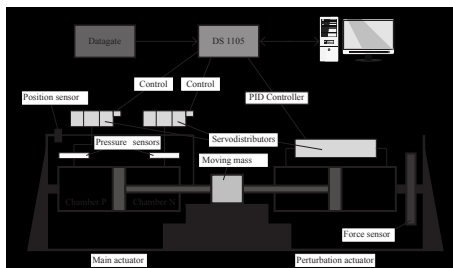 Datagate
DS 1105
Control
Control
Position sensor
PID Controller
Servodistributors
Pressure sensors
Moving mass
Chamber P
Chamber N
Force sensor
Main actuator
Perturbation actuator